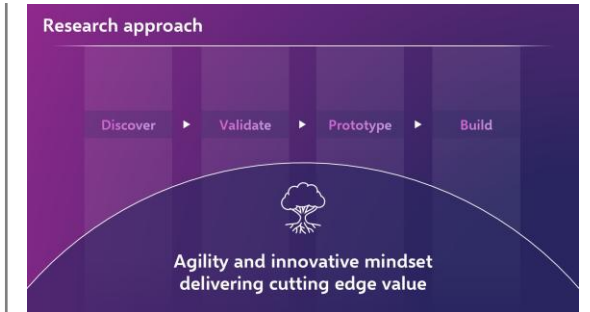 Research approach
Discover ► Validate ► Prototype ► Build
Agility and innovative mindset
delivering cutting edge value